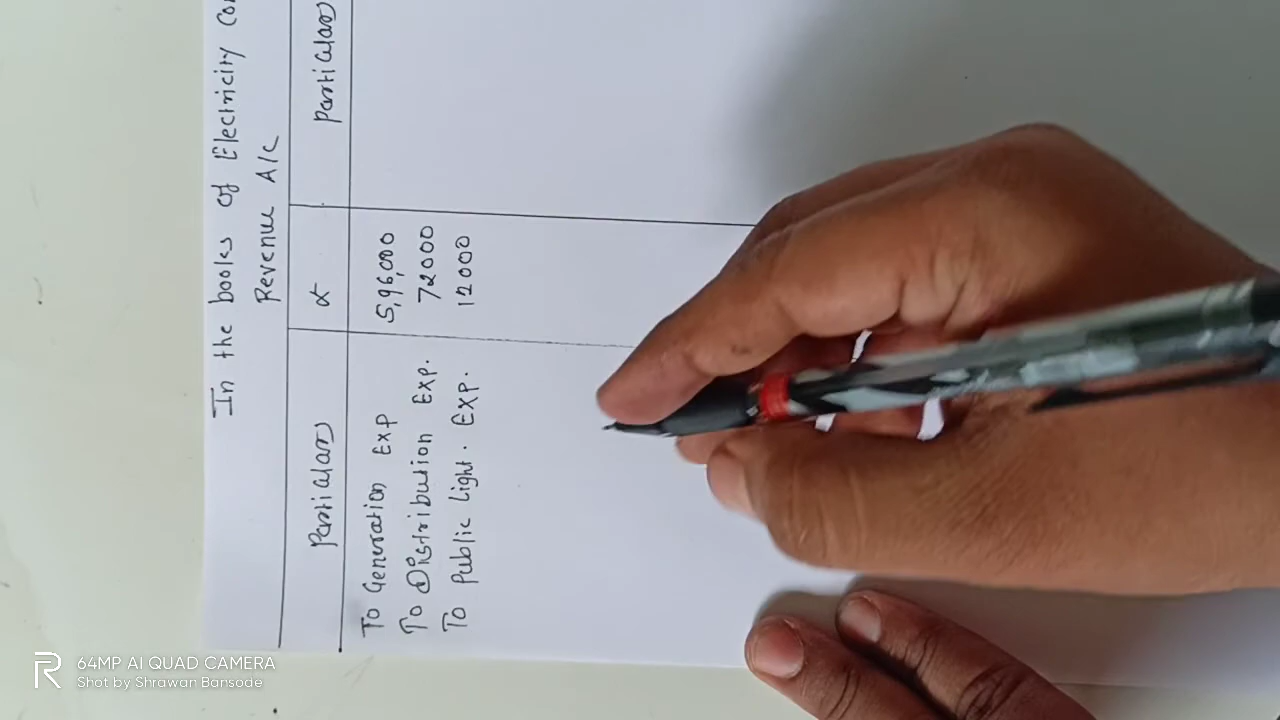 In the books of Electricity Co
Revenue A/c
Particulars ₹ Particulars
To Generation Exp 5,96,000
To Distribution Exp. 72000
To Public Light. Exp. 12000
64MP AI QUAD CAMERA
Shot by Shrawan Bansode